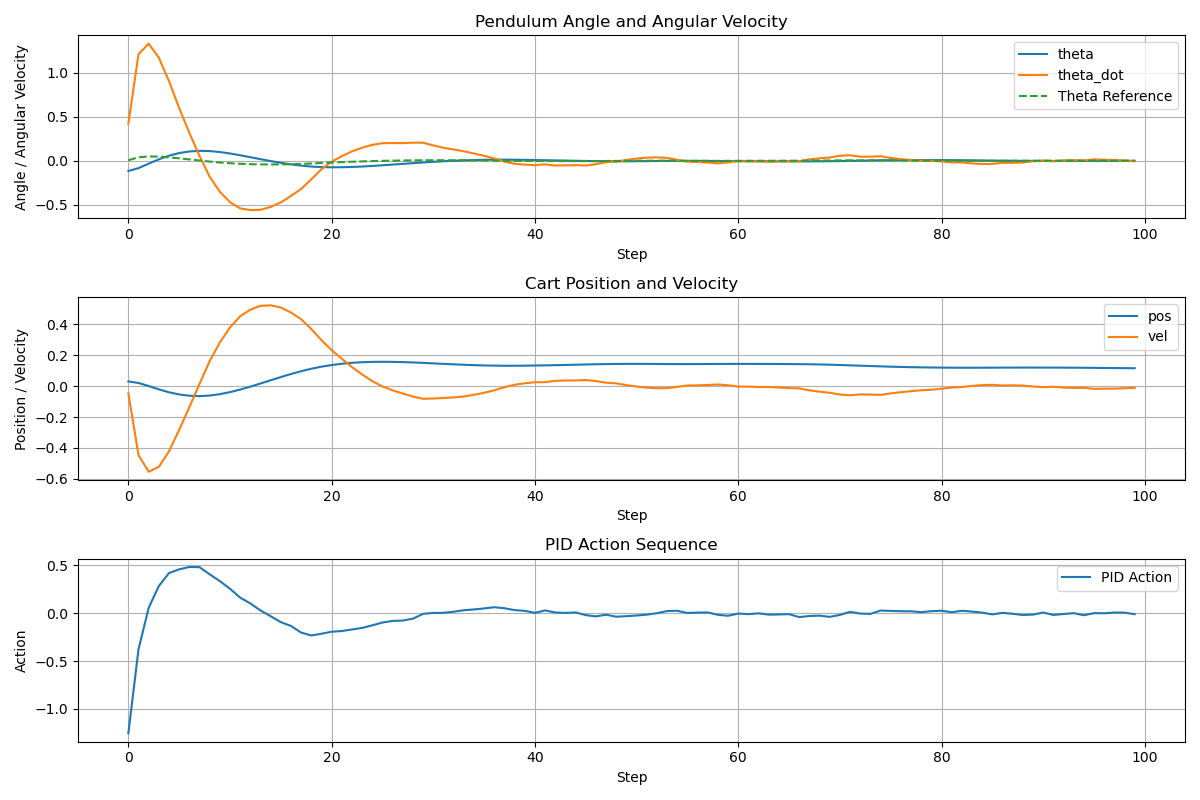 Pendulum Angle and Angular Velocity
Angle / Angular Velocity
1.0
0.5
0.0
−0.5
theta
theta_dot
Theta Reference
0 20 40 60 80 100
Step
Cart Position and Velocity
Position / Velocity
0.4
0.2
0.0
−0.2
−0.4
−0.6
pos
vel
0 20 40 60 80 100
Step
PID Action Sequence
Action
0.5
0.0
−0.5
−1.0
PID Action
0 20 40 60 80 100
Step